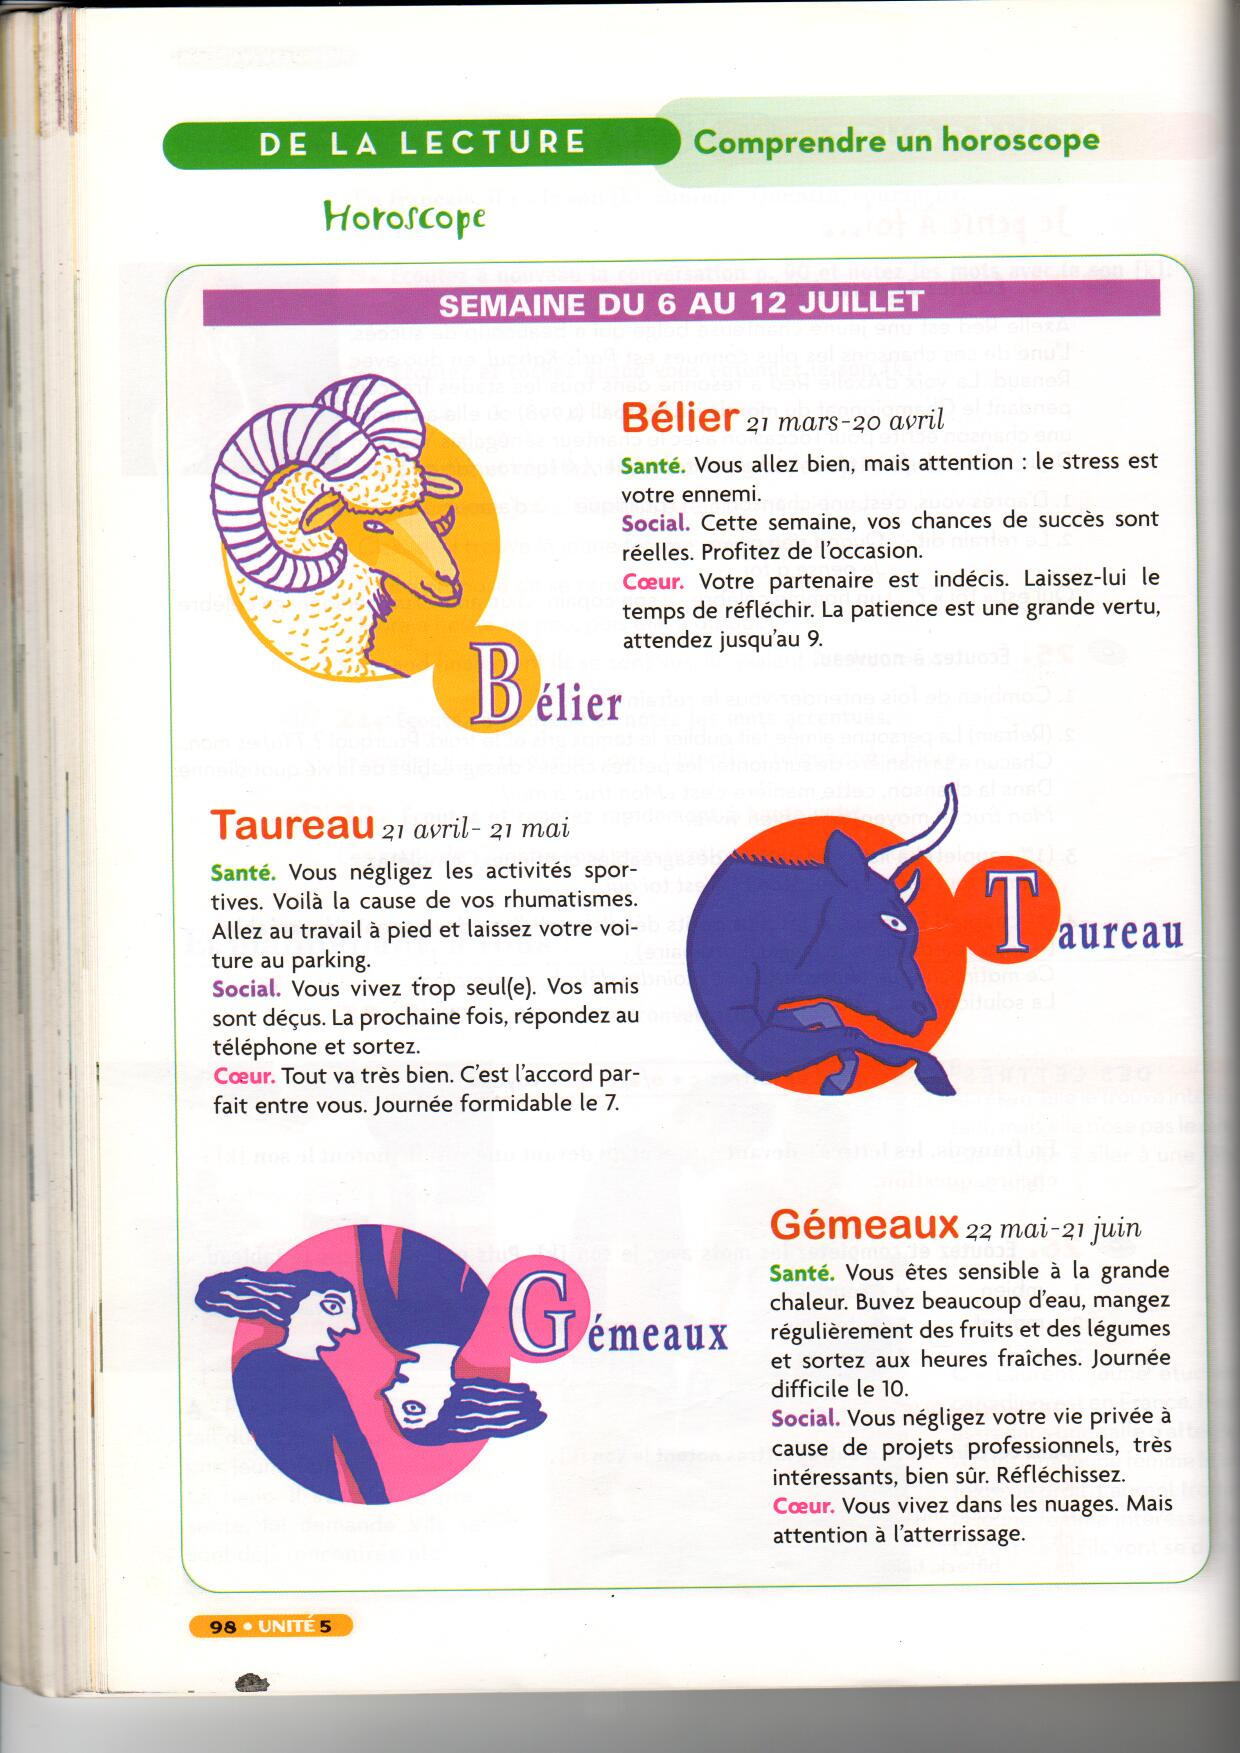 DE LA LECTURE
Comprendre un horoscope
Horoscope
SEMAINE DU 6 AU 12 JUILLET
Bélier 21 mars-20 avril
Santé. Vous allez bien, mais attention : le stress est
votre ennemi.
Social. Cette semaine, vos chances de succès sont
réelles. Profitez de l'occasion.
Cœur. Votre partenaire est indécis. Laissez-lui le
temps de réfléchir. La patience est une grande vertu,
attendez jusqu'au 9.
Bélier
Taureau 21 avril- 21 mai
Santé. Vous négligez les activités spor-
tives. Voilà la cause de vos rhumatismes.
Allez au travail à pied et laissez votre voi-
ture au parking.
Social. Vous vivez trop seul(e). Vos amis
sont déçus. La prochaine fois, répondez au
téléphone et sortez.
Cœur. Tout va très bien. C'est l'accord par-
fait entre vous. Journée formidable le 7.
Taureau
Gémeaux
Gémeaux 22 mai-21 juin
Santé. Vous êtes sensible à la grande
chaleur. Buvez beaucoup d'eau, mangez
régulièrement des fruits et des légumes
et sortez aux heures fraîches. Journée
difficile le 10.
Social. Vous négligez votre vie privée à
cause de projets professionnels, très
intéressants, bien sûr. Réfléchissez.
Cœur. Vous vivez dans les nuages. Mais
attention à l'atterrissage.
98 • UNITÉ 5